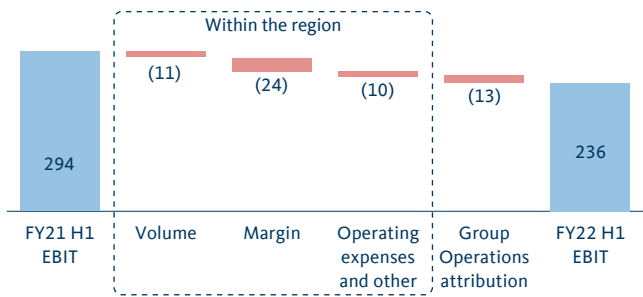 Within the region
(11)
(24)
(10)
(13)
294
236
FY21 H1
EBIT
Volume
Margin
Operating
expenses
and other
Group
Operations
attribution
FY22 H1
EBIT